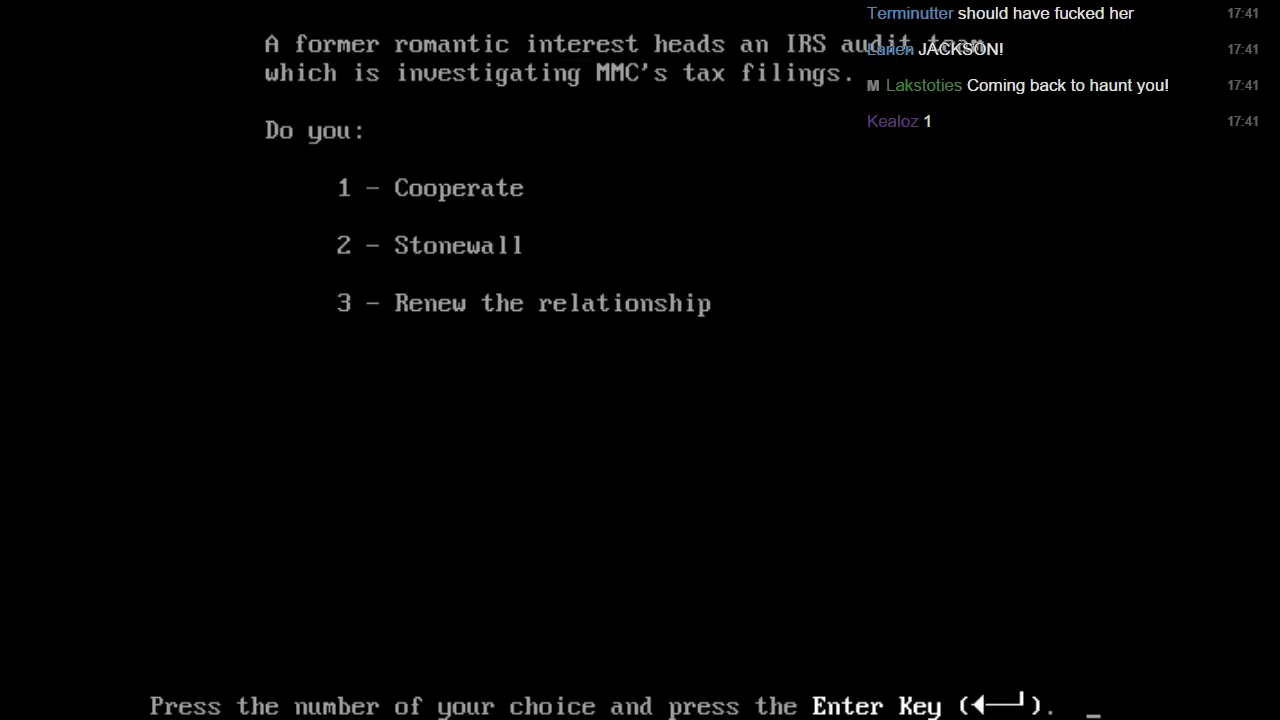 Terminutter should have fucked her 17:41
A former romantic interest heads an IRS audit team
Larien JACKSON! 17:41
which is investigating MMC's tax filings.
M Lakstoties Coming back to haunt you! 17:41
Kealoz 1 17:41
Do you:
1 - Cooperate
2 - Stonewall
3 - Renew the relationship
Press the number of your choice and press the Enter Key (◄─┘). _